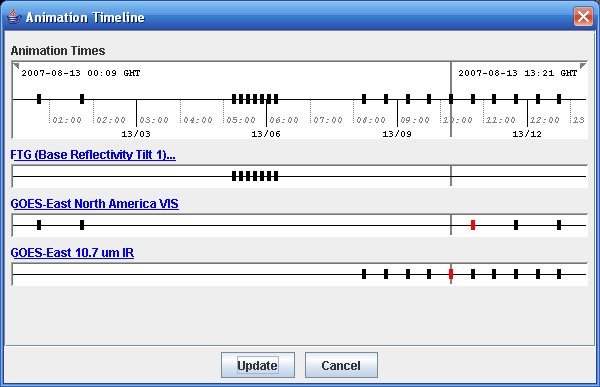 Animation Timeline
Animation Times
2007-08-13 00:09 GMT 2007-08-13 13:21 GMT
01:00 02:00 03:00 04:00 05:00 06:00 07:00 08:00 09:00 10:00 11:00 12:00 13
13/03 13/06 13/09 13/12
FTG (Base Reflectivity Tilt 1)...
GOES-East North America VIS
GOES-East 10.7 um IR
Update Cancel